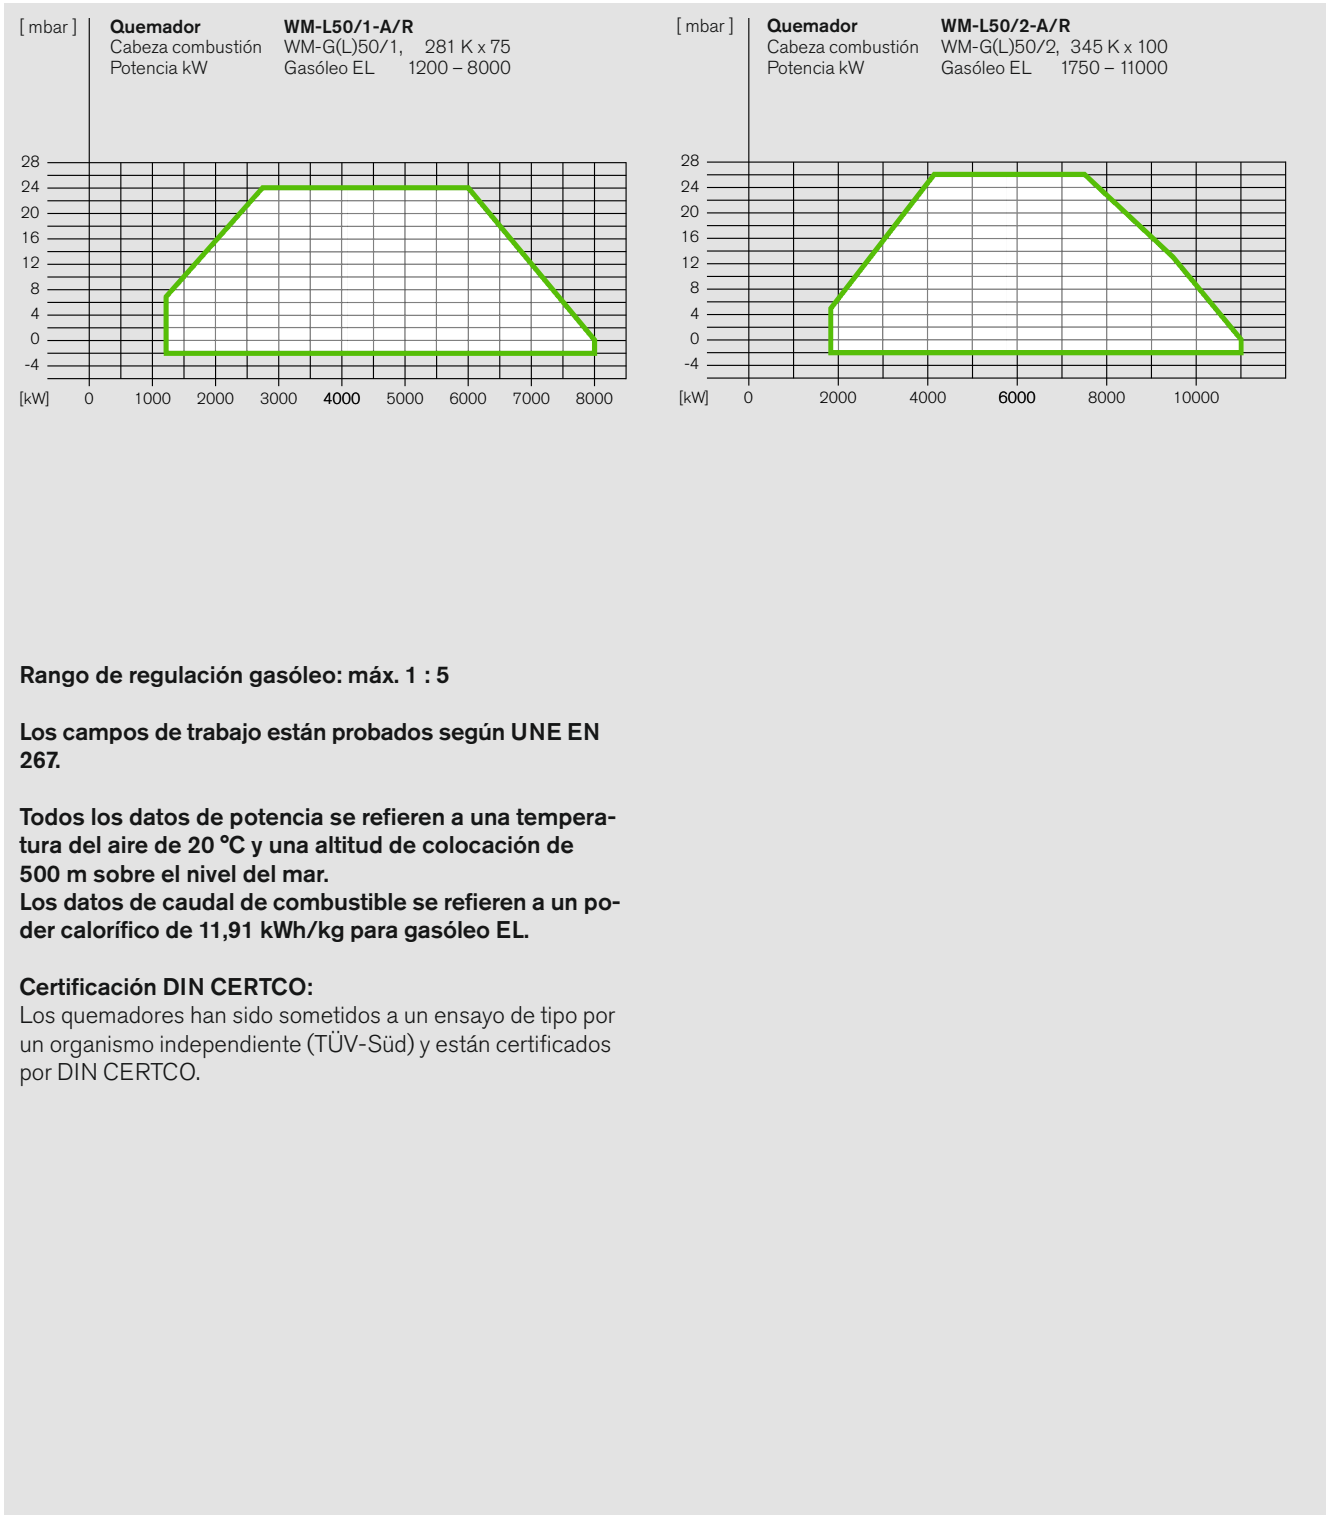 [ mbar ]
Quemador WM-L50/1-A/R
Cabeza combustión WM-G(L)50/1, 281 K x 75
Potencia kW Gasóleo EL 1200 – 8000
28
24
20
16
12
8
4
0
-4
[kW] 0 1000 2000 3000 4000 5000 6000 7000 8000
[ mbar ]
Quemador WM-L50/2-A/R
Cabeza combustión WM-G(L)50/2, 345 K x 100
Potencia kW Gasóleo EL 1750 – 11000
28
24
20
16
12
8
4
0
-4
[kW] 0 2000 4000 6000 8000 10000
Rango de regulación gasóleo: máx. 1 : 5
Los campos de trabajo están probados según UNE EN
267.
Todos los datos de potencia se refieren a una tempera-
tura del aire de 20 °C y una altitud de colocación de
500 m sobre el nivel del mar.
Los datos de caudal de combustible se refieren a un po-
der calorífico de 11,91 kWh/kg para gasóleo EL.
Certificación DIN CERTCO:
Los quemadores han sido sometidos a un ensayo de tipo por
un organismo independiente (TÜV-Süd) y están certificados
por DIN CERTCO.